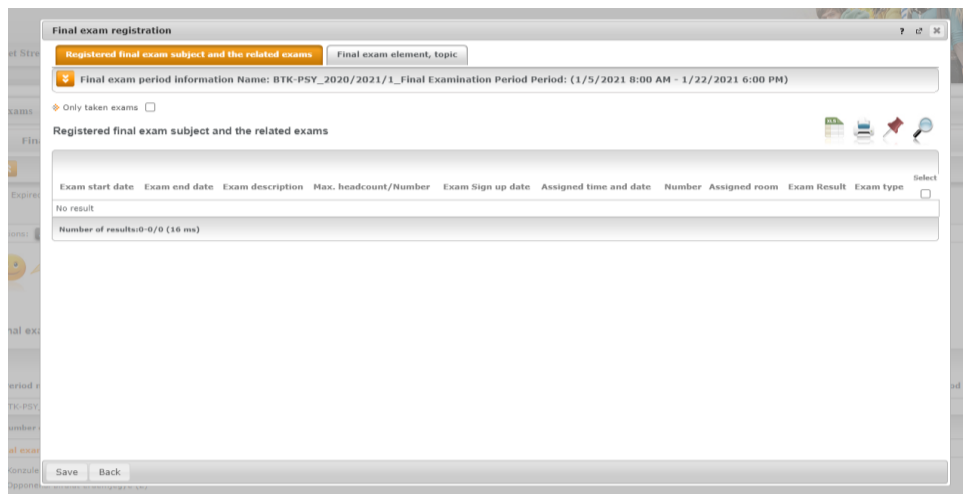 Final exam registration ?
Registered final exam subject and the related exams Final exam element, topic
Final exam period information Name: BTK-PSY_2020/2021/1_Final Examination Period Period: (1/5/2021 8:00 AM - 1/22/2021 6:00 PM)
Only taken exams
Registered final exam subject and the related exams
Select
Exam start date Exam end date Exam description Max. headcount/Number Exam Sign up date Assigned time and date Number Assigned room Exam Result Exam type
No result
Number of results:0-0/0 (16 ms)
Save Back